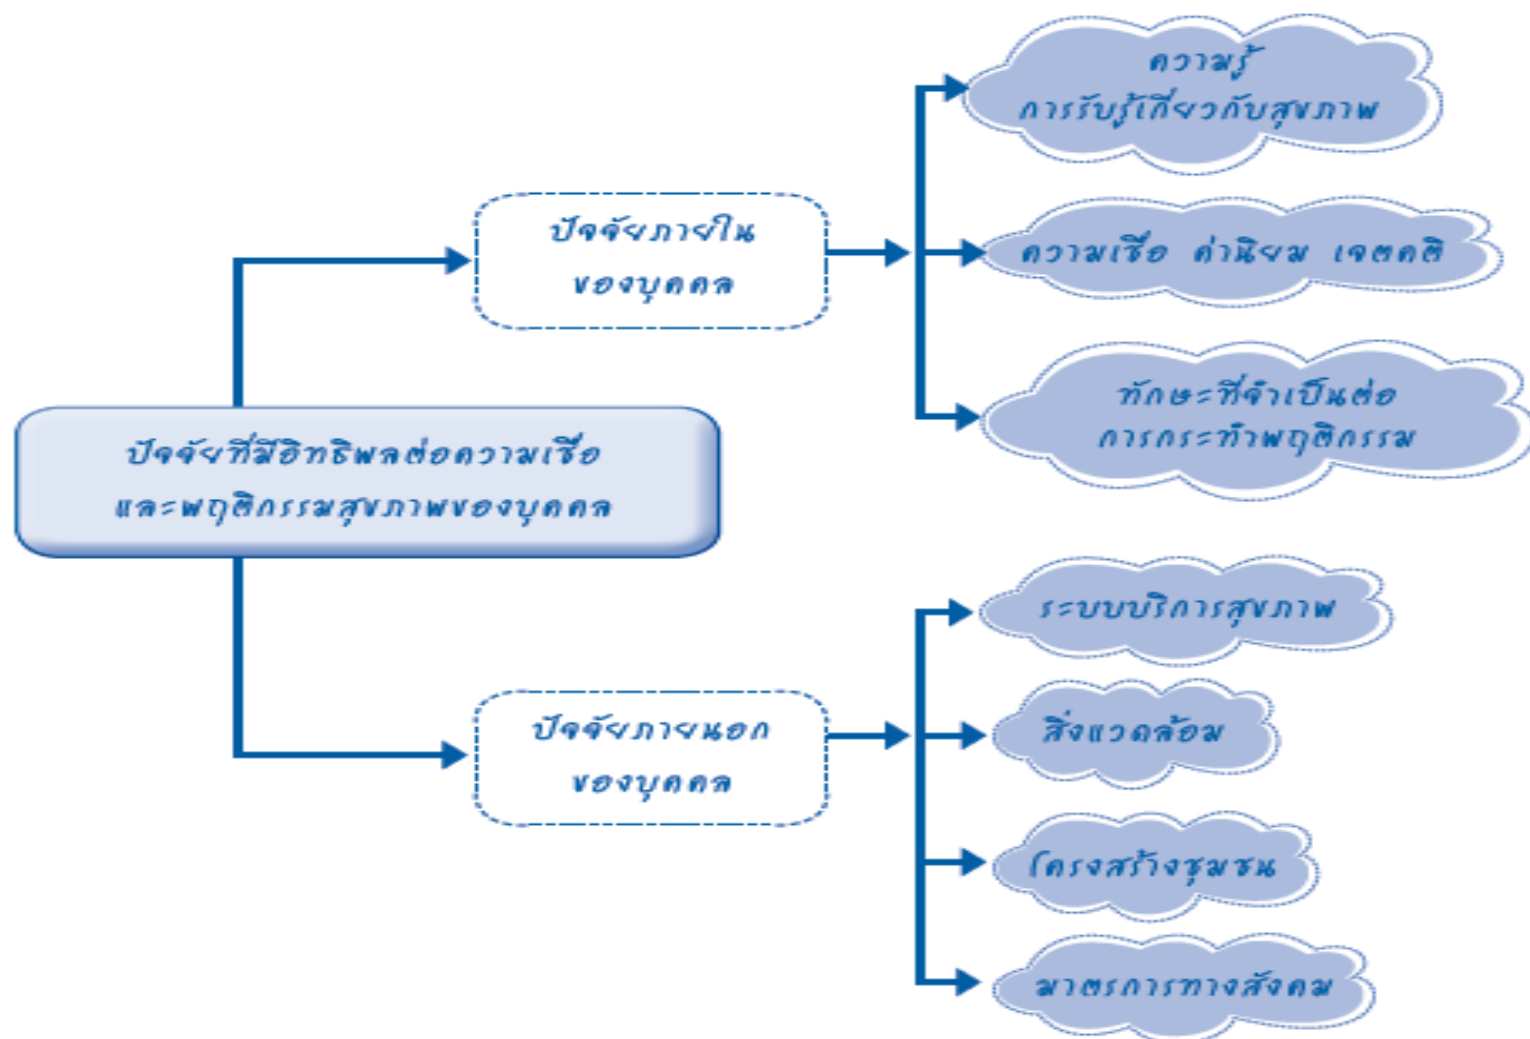 ความรู้
การรับรู้เกี่ยวกับสุขภาพ
ปัจจัยภายใน
ของบุคคล
ความเชื่อ ค่านิยม เจตคติ
ทักษะที่จำเป็นต่อ
การกระทำพฤติกรรม
ปัจจัยที่มีอิทธิพลต่อความเชื่อ
และพฤติกรรมสุขภาพของบุคคล
ระบบบริการสุขภาพ
ปัจจัยภายนอก
ของบุคคล
สิ่งแวดล้อม
โครงสร้างชุมชน
มาตรการทางสังคม